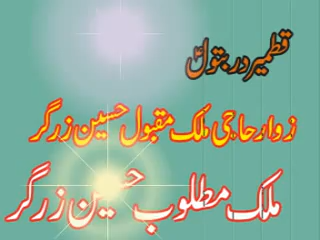 قطمیر در بتولؑ
زوار حاجی ملک مقبول حسین زرگر
ملک مطلوب حسین زرگر